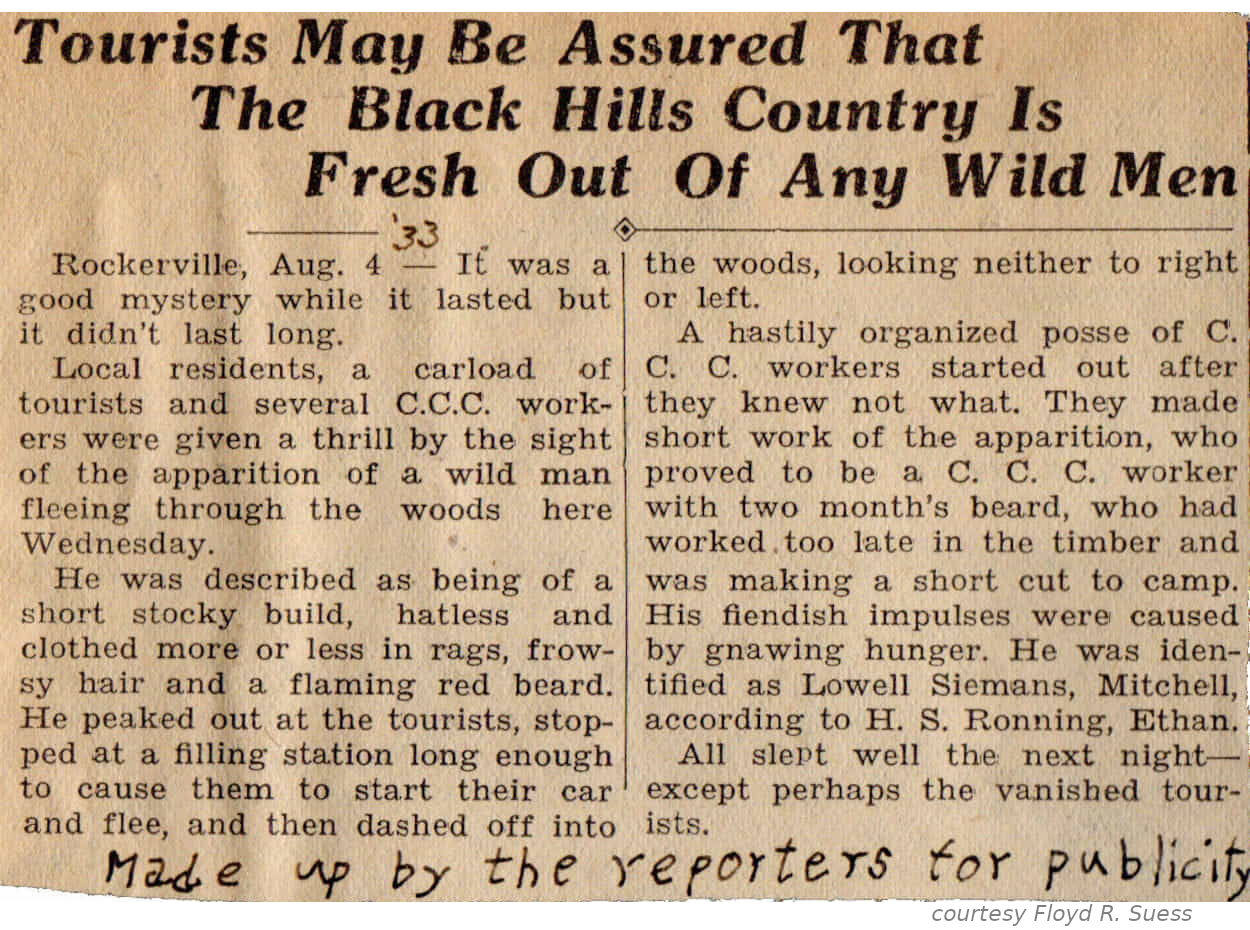 Tourists May Be Assured That
The Black Hills Country Is
Fresh Out Of Any Wild Men
'33
Rockerville, Aug. 4 — It was a
good mystery while it lasted but
it didn't last long.
Local residents, a carload of
tourists and several C.C.C. work-
ers were given a thrill by the sight
of the apparition of a wild man
fleeing through the woods here
Wednesday.
He was described as being of a
short stocky build, hatless and
clothed more or less in rags, frow-
sy hair and a flaming red beard.
He peaked out at the tourists, stop-
ped at a filling station long enough
to cause them to start their car
and flee, and then dashed off into
the woods, looking neither to right
or left.
A hastily organized posse of C.
C. C. workers started out after
they knew not what. They made
short work of the apparition, who
proved to be a C. C. C. worker
with two month's beard, who had
worked too late in the timber and
was making a short cut to camp.
His fiendish impulses were caused
by gnawing hunger. He was iden-
tified as Lowell Siemans, Mitchell,
according to H. S. Ronning, Ethan.
All slept well the next night—
except perhaps the vanished tour-
ists.
Made up by the reporters for publicity
courtesy Floyd R. Suess